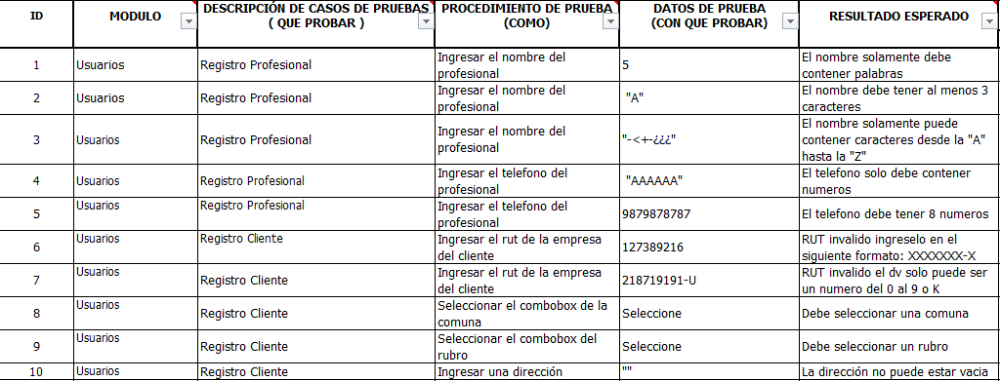 ID MODULO DESCRIPCIÓN DE CASOS DE PRUEBAS PROCEDIMIENTO DE PRUEBA DATOS DE PRUEBA RESULTADO ESPERADO
( QUE PROBAR ) (COMO) (CON QUE PROBAR)
1 Usuarios Registro Profesional Ingresar el nombre del 5 El nombre solamente debe
profesional contener palabras
2 Usuarios Registro Profesional Ingresar el nombre del "A" El nombre debe tener al menos 3
profesional caracteres
3 Usuarios Registro Profesional Ingresar el nombre del "-<+-¿¿¿" El nombre solamente puede
profesional contener caracteres desde la "A"
hasta la "Z"
4 Usuarios Registro Profesional Ingresar el telefono del "AAAAAA" El telefono solo debe contener
profesional numeros
5 Usuarios Registro Profesional Ingresar el telefono del 9879878787 El telefono debe tener 8 numeros
profesional
6 Usuarios Registro Cliente Ingresar el rut de la empresa 127389216 RUT invalido ingreselo en el
del cliente siguiente formato: XXXXXXX-X
7 Usuarios Registro Cliente Ingresar el rut de la empresa 218719191-U RUT invalido el dv solo puede ser
del cliente un numero del 0 al 9 o K
8 Usuarios Registro Cliente Seleccionar el combobox de la Seleccione Debe seleccionar una comuna
comuna
9 Usuarios Registro Cliente Seleccionar el combobox del Seleccione Debe seleccionar un rubro
rubro
10 Usuarios Registro Cliente Ingresar una dirección "" La dirección no puede estar vacia